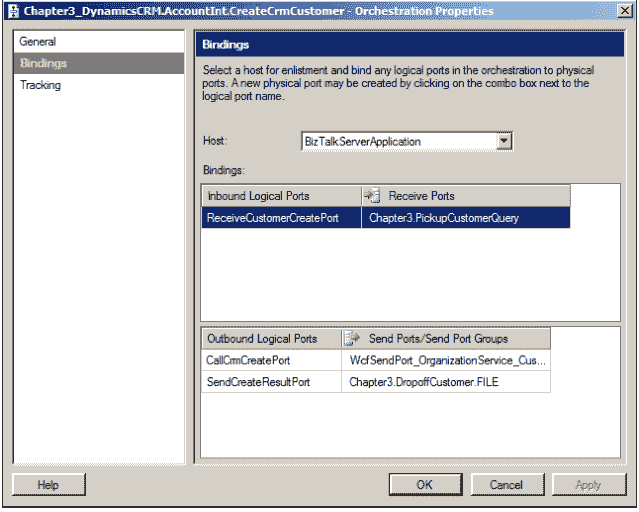 Chapter3_DynamicsCRM.AccountInt.CreateCrmCustomer - Orchestration Properties
General
Bindings
Tracking
Bindings
Select a host for enlistment and bind any logical ports in the orchestration to physical
ports. A new physical port may be created by clicking on the combo box next to the
logical port name.
Host:
BizTalkServerApplication
Bindings:
Inbound Logical Ports
Receive Ports
ReceiveCustomerCreatePort
Chapter3.PickupCustomerQuery
Outbound Logical Ports
Send Ports/Send Port Groups
CallCrmCreatePort
WcfSendPort_OrganizationService_Cus...
SendCreateResultPort
Chapter3.DropoffCustomer.FILE
Help
OK
Cancel
Apply